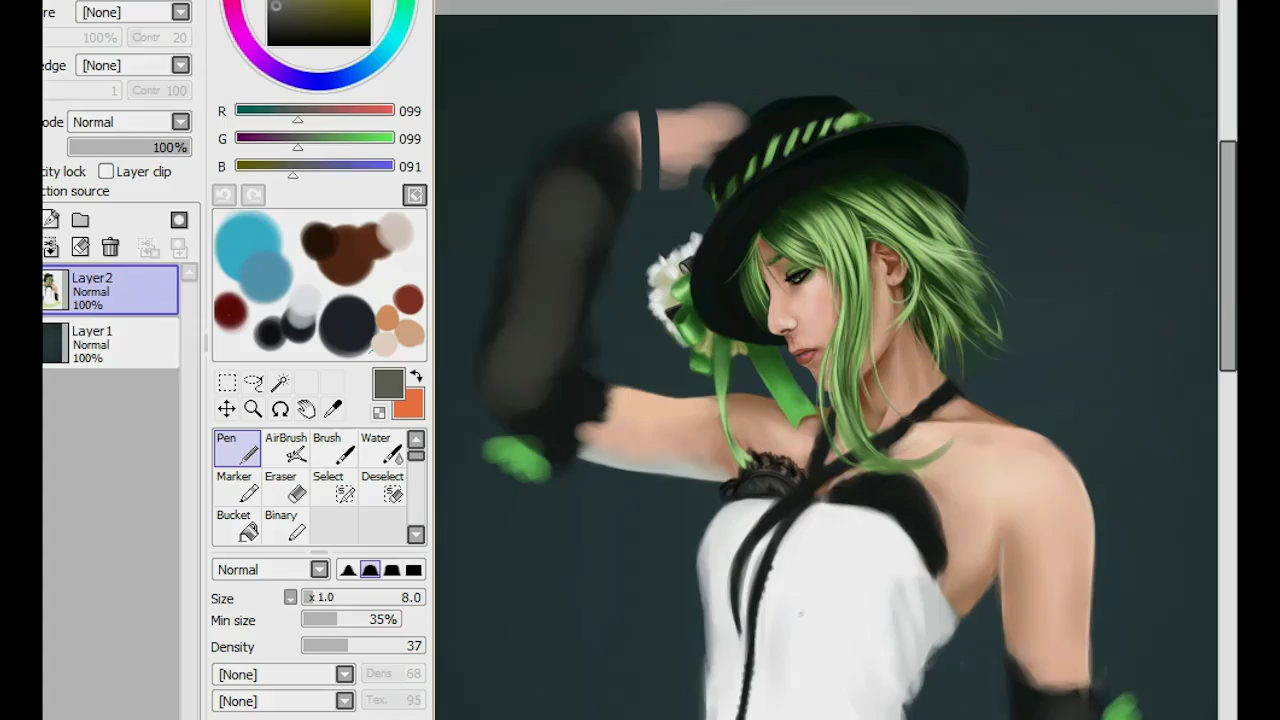 re [None]
100% Contr 20
edge [None]
1 Contr 100
ode Normal
100%
ity lock Layer clip
ction source
Layer2
Normal
100%
Layer1
Normal
100%
R 099
G 099
B 091
Pen AirBrush Brush Water
Marker Eraser Select Deselect
Bucket Binary
Normal
Size x 1.0 8.0
Min size 35%
Density 37
[None] Dens 68
[None] Tex. 95